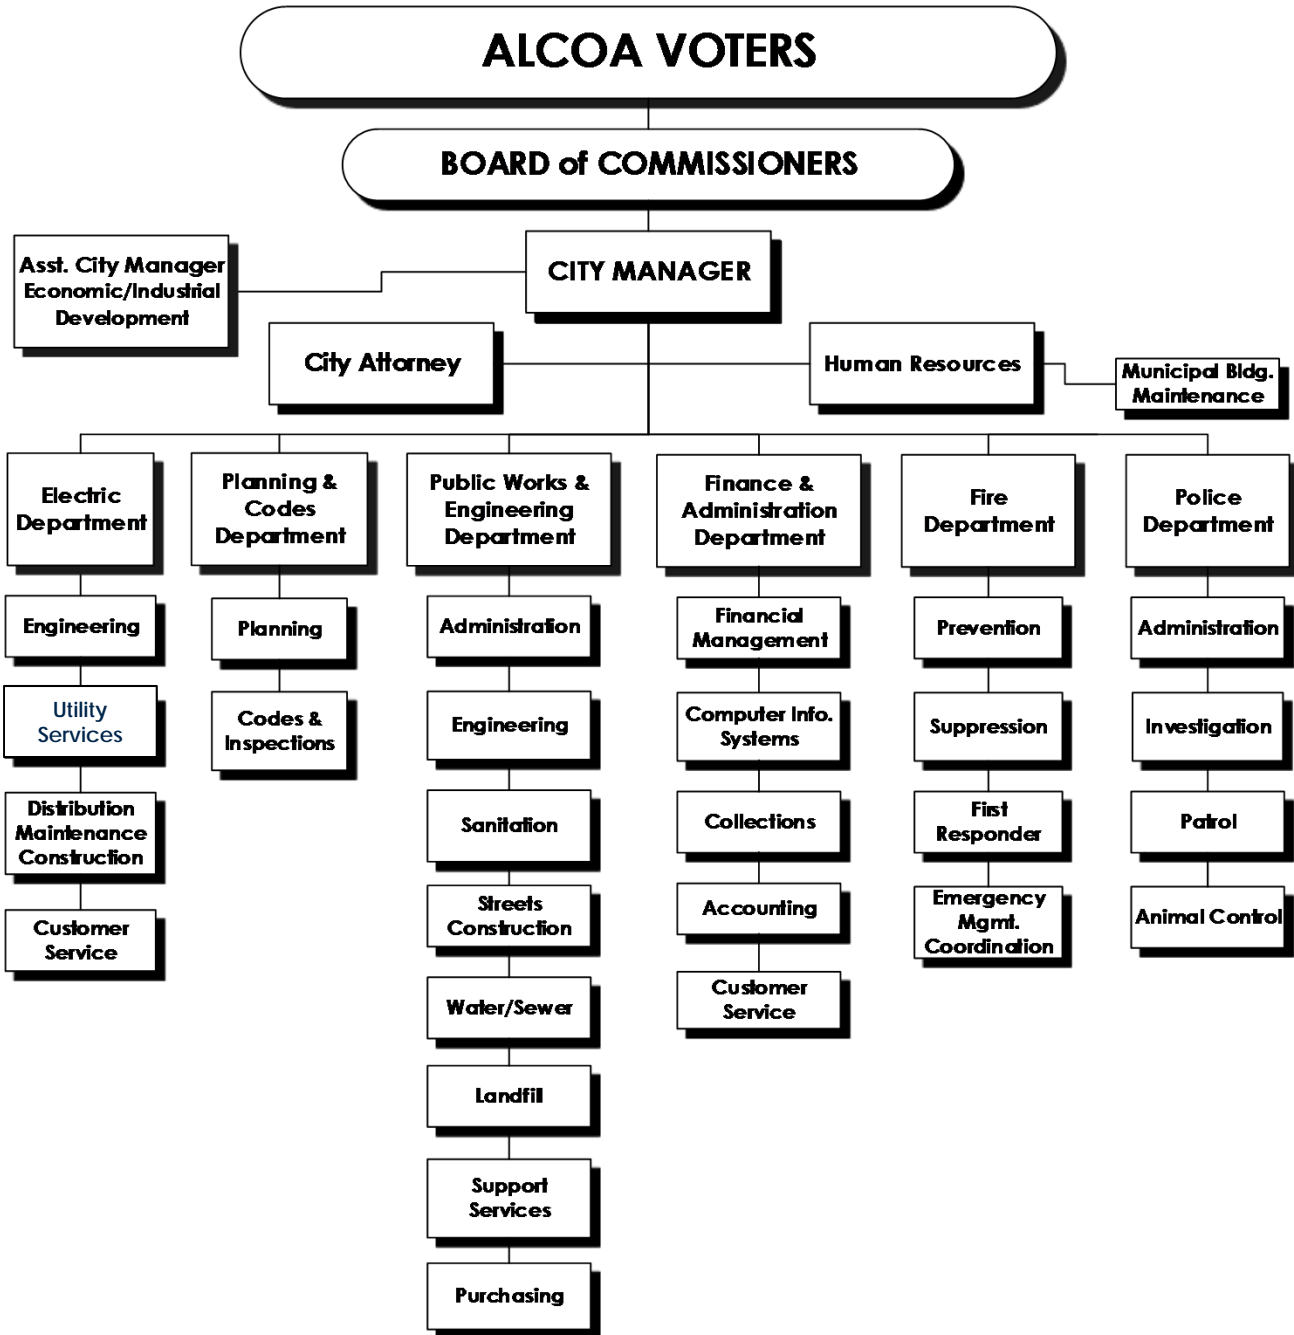 ALCOA VOTERS
BOARD of COMMISSIONERS
Asst. City Manager
Economic/Industrial
Development
CITY MANAGER
City Attorney
Human Resources
Municipal Bldg.
Maintenance
Electric
Department
Planning &
Codes
Department
Public Works &
Engineering
Department
Finance &
Administration
Department
Fire
Department
Police
Department
Engineering
Utility
Services
Distribution
Maintenance
Construction
Customer
Service
Planning
Codes &
Inspections
Administration
Engineering
Sanitation
Streets
Construction
Water/Sewer
Landfill
Support
Services
Purchasing
Financial
Management
Computer Info.
Systems
Collections
Accounting
Customer
Service
Prevention
Suppression
First
Responder
Emergency
Mgmt.
Coordination
Administration
Investigation
Patrol
Animal Control